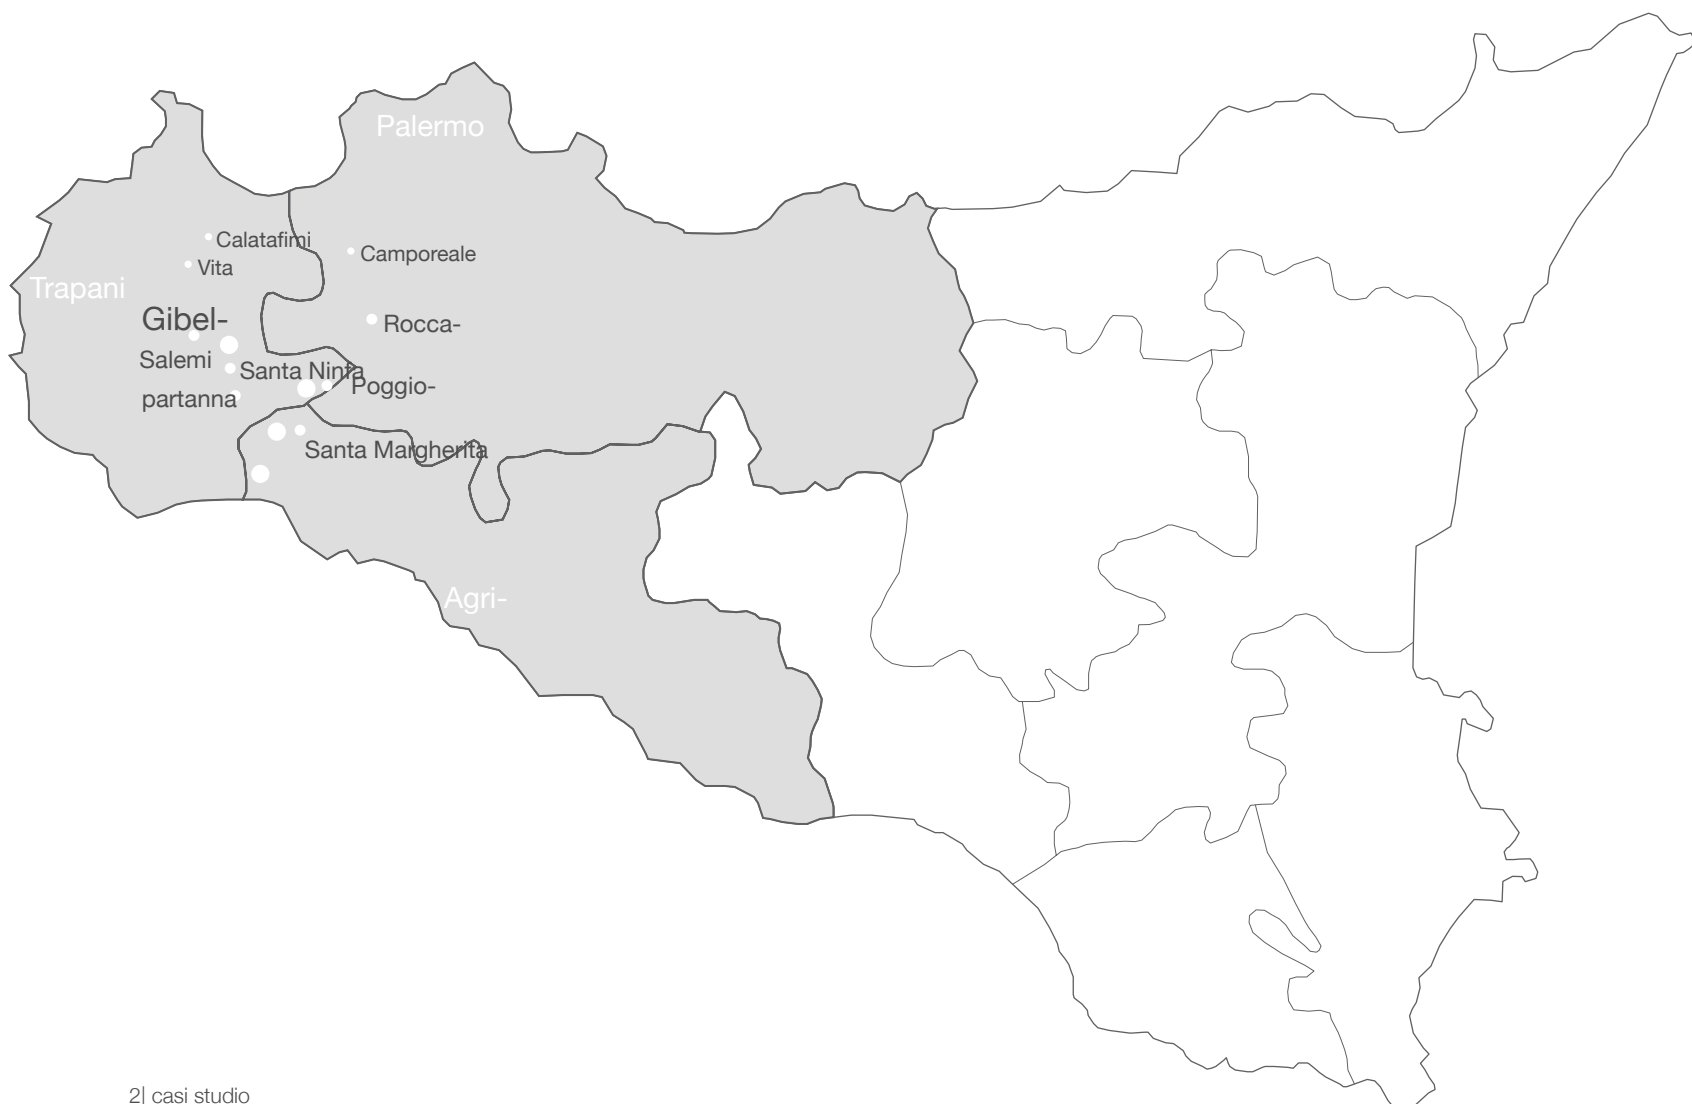 Palermo
Calatafimi
Camporeale
Vita
Trapani
Gibel-
Rocca-
Salemi
Santa Ninfa
Poggio-
partanna
Santa Margherita
Agri-
2| casi studio